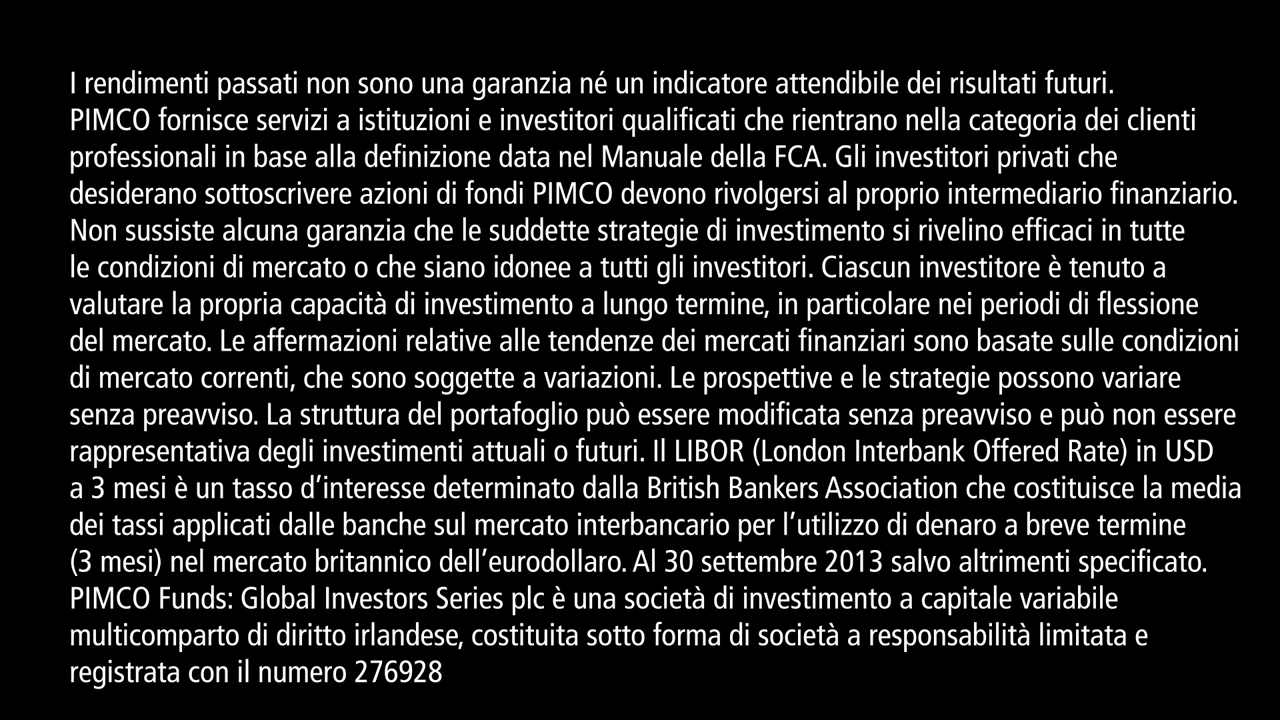 I rendimenti passati non sono una garanzia né un indicatore attendibile dei risultati futuri.
PIMCO fornisce servizi a istituzioni e investitori qualificati che rientrano nella categoria dei clienti
professionali in base alla definizione data nel Manuale della FCA. Gli investitori privati che
desiderano sottoscrivere azioni di fondi PIMCO devono rivolgersi al proprio intermediario finanziario.
Non sussiste alcuna garanzia che le suddette strategie di investimento si rivelino efficaci in tutte
le condizioni di mercato o che siano idonee a tutti gli investitori. Ciascun investitore è tenuto a
valutare la propria capacità di investimento a lungo termine, in particolare nei periodi di flessione
del mercato. Le affermazioni relative alle tendenze dei mercati finanziari sono basate sulle condizioni
di mercato correnti, che sono soggette a variazioni. Le prospettive e le strategie possono variare
senza preavviso. La struttura del portafoglio può essere modificata senza preavviso e può non essere
rappresentativa degli investimenti attuali o futuri. Il LIBOR (London Interbank Offered Rate) in USD
a 3 mesi è un tasso d’interesse determinato dalla British Bankers Association che costituisce la media
dei tassi applicati dalle banche sul mercato interbancario per l’utilizzo di denaro a breve termine
(3 mesi) nel mercato britannico dell’eurodollaro. Al 30 settembre 2013 salvo altrimenti specificato.
PIMCO Funds: Global Investors Series plc è una società di investimento a capitale variabile
multicomparto di diritto irlandese, costituita sotto forma di società a responsabilità limitata e
registrata con il numero 276928